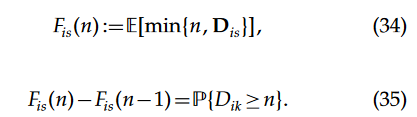 F_{is}(n) := 𝔼[min{n, 𝐃_{is}}], (34)
F_{is}(n) − F_{is}(n−1) = ℙ{D_{ik} ≥ n}. (35)